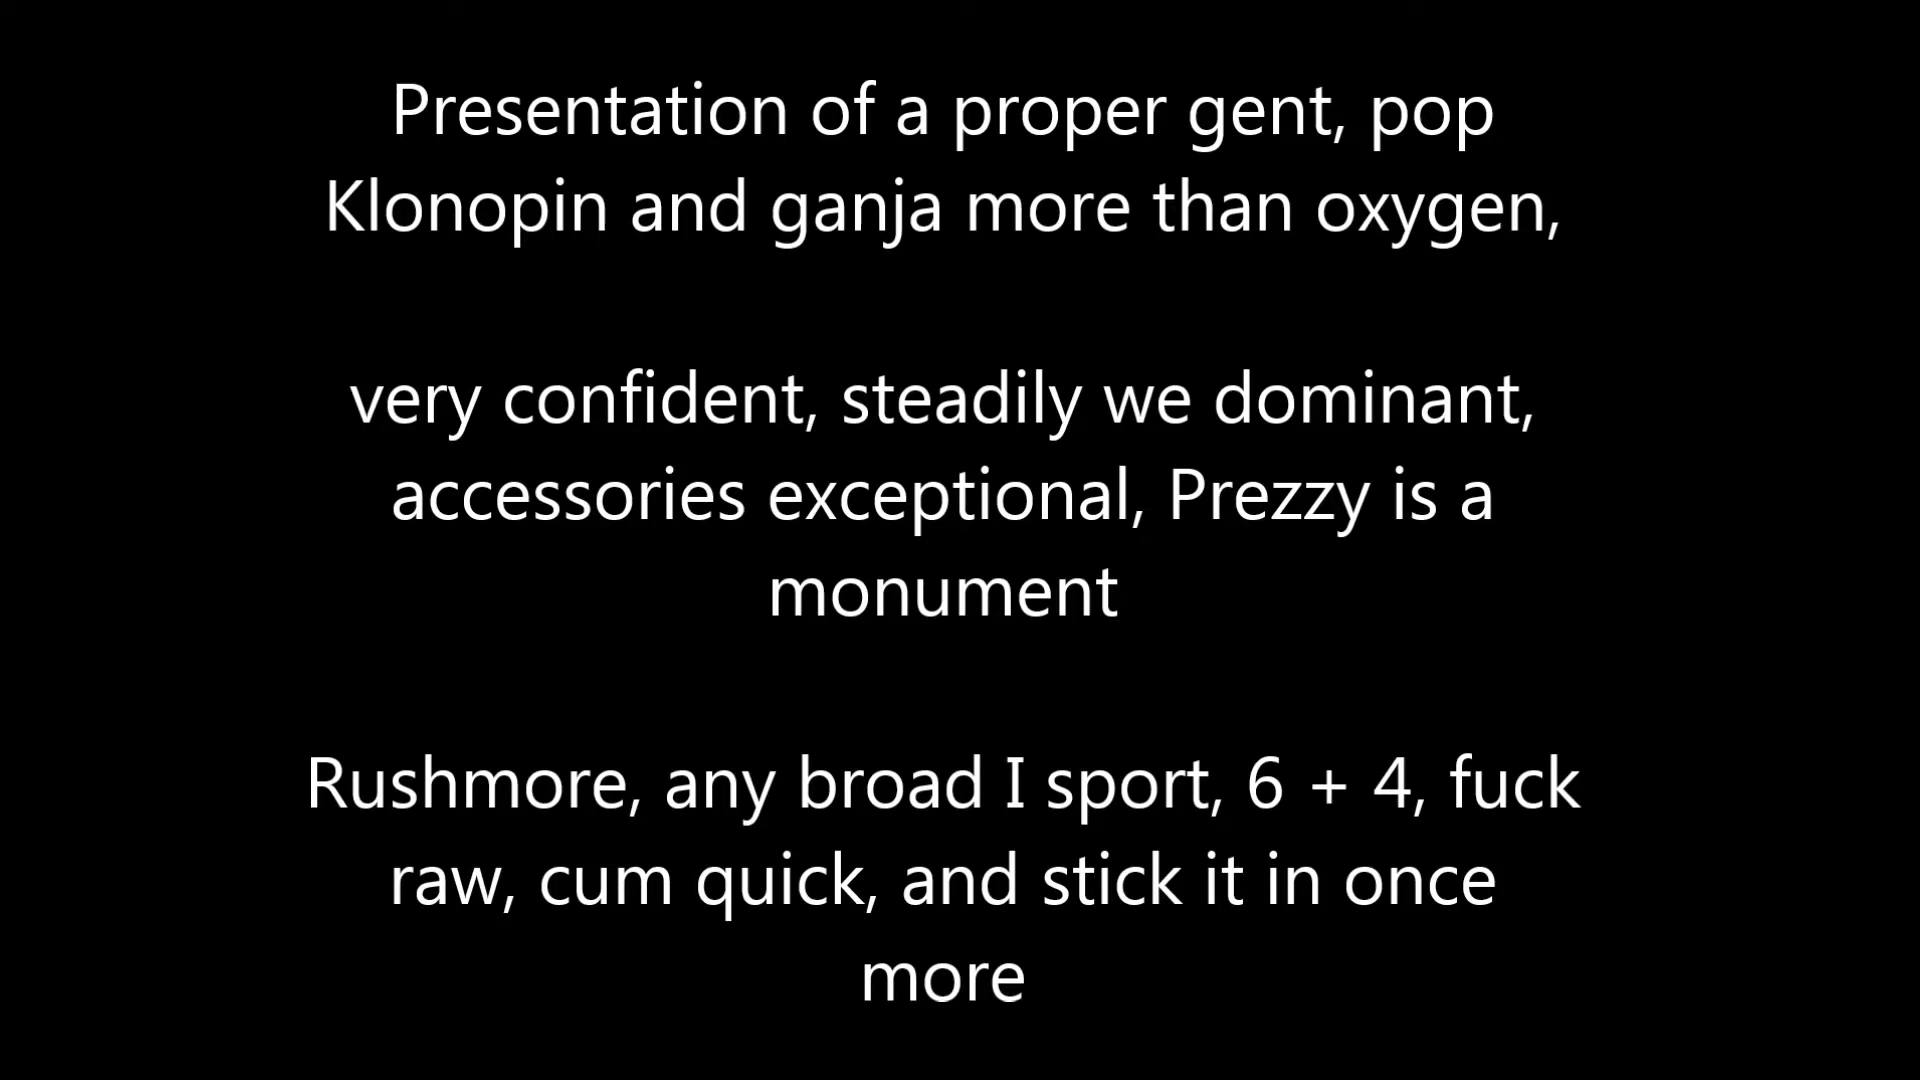 Presentation of a proper gent, pop
Klonopin and ganja more than oxygen,
very confident, steadily we dominant,
accessories exceptional, Prezzy is a
monument
Rushmore, any broad I sport, 6 + 4, fuck
raw, cum quick, and stick it in once
more